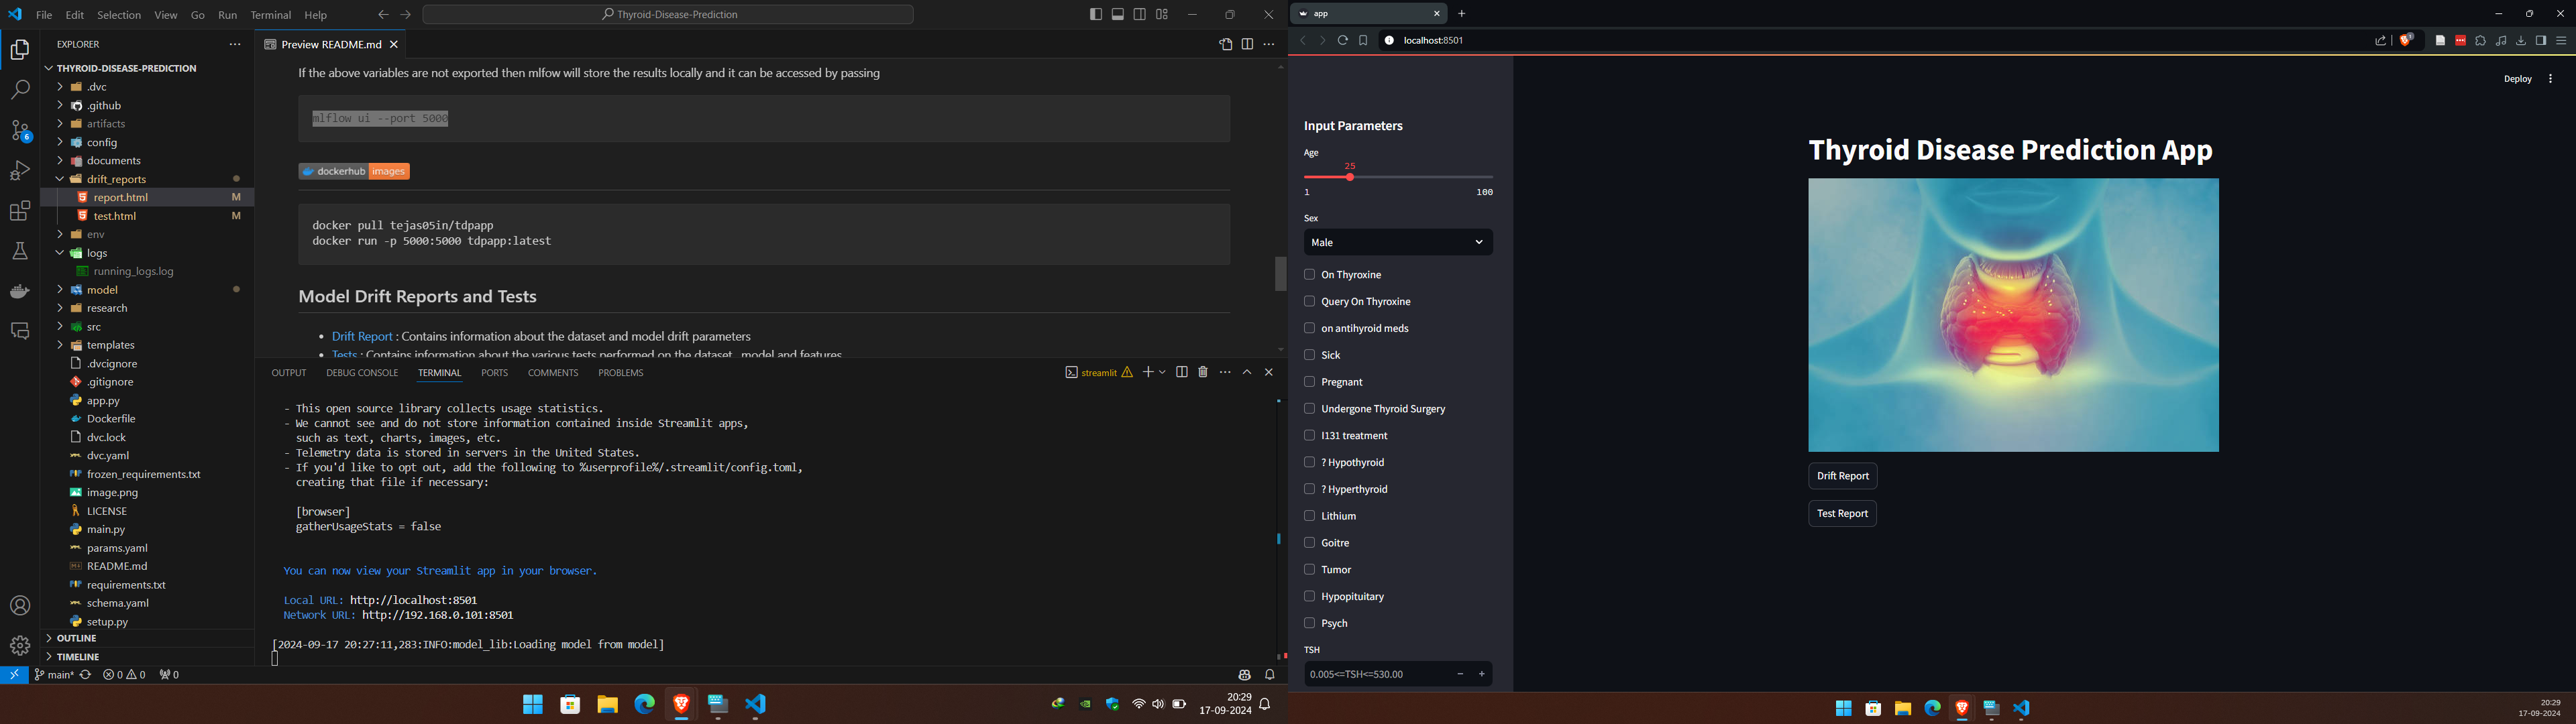 File Edit Selection View Go Run Terminal Help
Thyroid-Disease-Prediction
EXPLORER
THYROID-DISEASE-PREDICTION
.dvc
.github
artifacts
config
documents
drift_reports
report.html M
test.html M
env
logs
running_logs.log
model
research
src
templates
.dvcignore
.gitignore
app.py
Dockerfile
dvc.lock
dvc.yaml
frozen_requirements.txt
image.png
LICENSE
main.py
params.yaml
README.md
requirements.txt
schema.yaml
setup.py
OUTLINE
TIMELINE
6
Preview README.md
If the above variables are not exported then mlfow will store the results locally and it can be accessed by passing
mlflow ui --port 5000
dockerhub images
docker pull tejas05in/tdpapp
docker run -p 5000:5000 tdpapp:latest
Model Drift Reports and Tests
• Drift Report : Contains information about the dataset and model drift parameters
• Tests : Contains information about the various tests performed on the dataset , model and features
OUTPUT DEBUG CONSOLE TERMINAL PORTS COMMENTS PROBLEMS
streamlit
- This open source library collects usage statistics.
- We cannot see and do not store information contained inside Streamlit apps,
such as text, charts, images, etc.
- Telemetry data is stored in servers in the United States.
- If you'd like to opt out, add the following to %userprofile%/.streamlit/config.toml,
creating that file if necessary:
[browser]
gatherUsageStats = false
You can now view your Streamlit app in your browser.
Local URL: http://localhost:8501
Network URL: http://192.168.0.101:8501
[2024-09-17 20:27:11,283:INFO:model_lib:Loading model from model]
main* 0 0 0
20:29
17-09-2024
app
localhost:8501
1
Deploy
Input Parameters
Age
25
1 100
Sex
Male
On Thyroxine
Query On Thyroxine
on antihyroid meds
Sick
Pregnant
Undergone Thyroid Surgery
I131 treatment
? Hypothyroid
? Hyperthyroid
Lithium
Goitre
Tumor
Hypopituitary
Psych
TSH
0.005<=TSH<=530.00
Thyroid Disease Prediction App
Drift Report
Test Report
20:29
17-09-2024